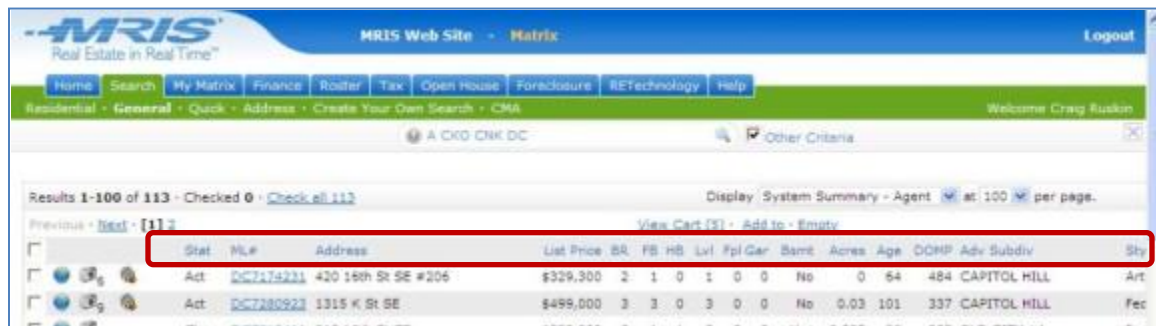 MRIS
Real Estate in Real Time™
MRIS Web Site - Matrix
Logout
Home Search My Matrix Finance Roster Tax Open House Foreclosure RETechnology Help
Residential • General • Quick • Address • Create Your Own Search • CMA
Welcome Craig Ruskin
A CKO CNK DC
Other Criteria
Results 1-100 of 113 - Checked 0 - Check all 113
Display System Summary - Agent at 100 per page.
Previous • Next • [1] 2
View Cart (5) • Add to • Empty
Stat ML# Address List Price BR FB HB Lvl Fpl Gar Bsmt Acres Age DOMP Adv Subdiv Sty
Act DC7174231 420 16th St SE #206 $329,300 2 1 0 1 0 0 No 0 64 484 CAPITOL HILL Art
Act DC7280923 1315 K St SE $499,000 3 3 0 3 0 0 No 0.03 101 337 CAPITOL HILL Fec